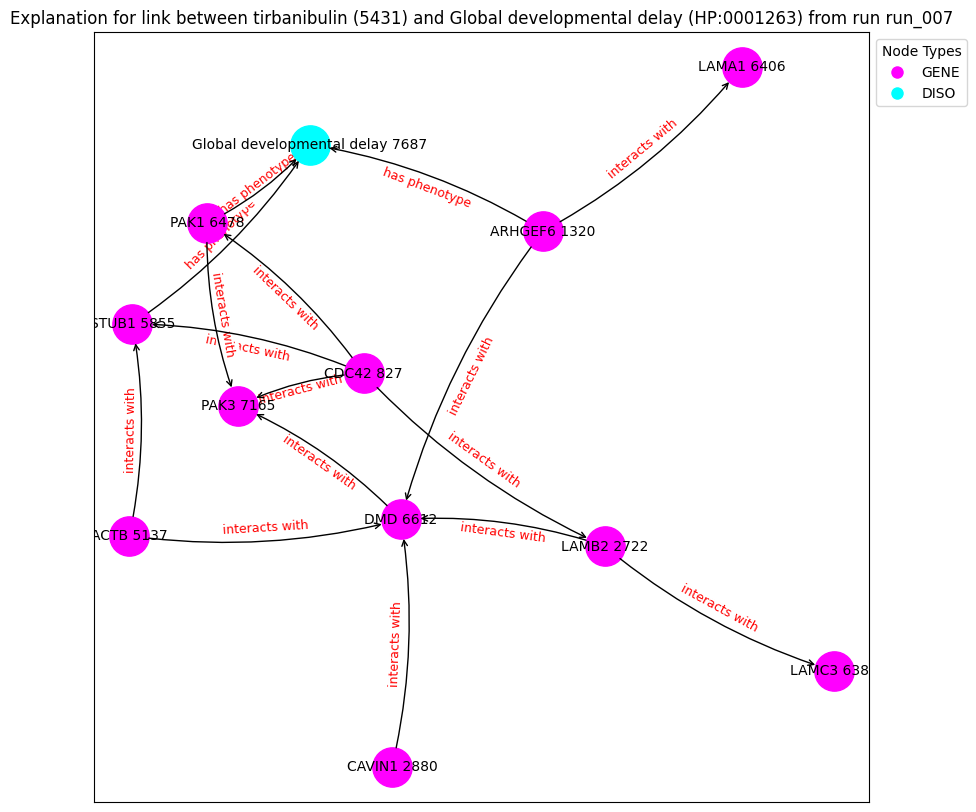 Explanation for link between tirbanibulin (5431) and Global developmental delay (HP:0001263) from run run_007
Node Types
GENE
DISO
LAMA1 6406
interacts with
Global developmental delay 7687
has phenotype
has phenotype
has phenotype
PAK1 6478
ARHGEF6 1320
interacts with
interacts with
STUB1 5855
interacts with
interacts with
CDC42 827
interacts with
PAK3 7165
interacts with
interacts with
interacts with
DMD 6612
interacts with
ACTB 5137
interacts with
LAMB2 2722
interacts with
interacts with
LAMC3 638
CAVIN1 2880